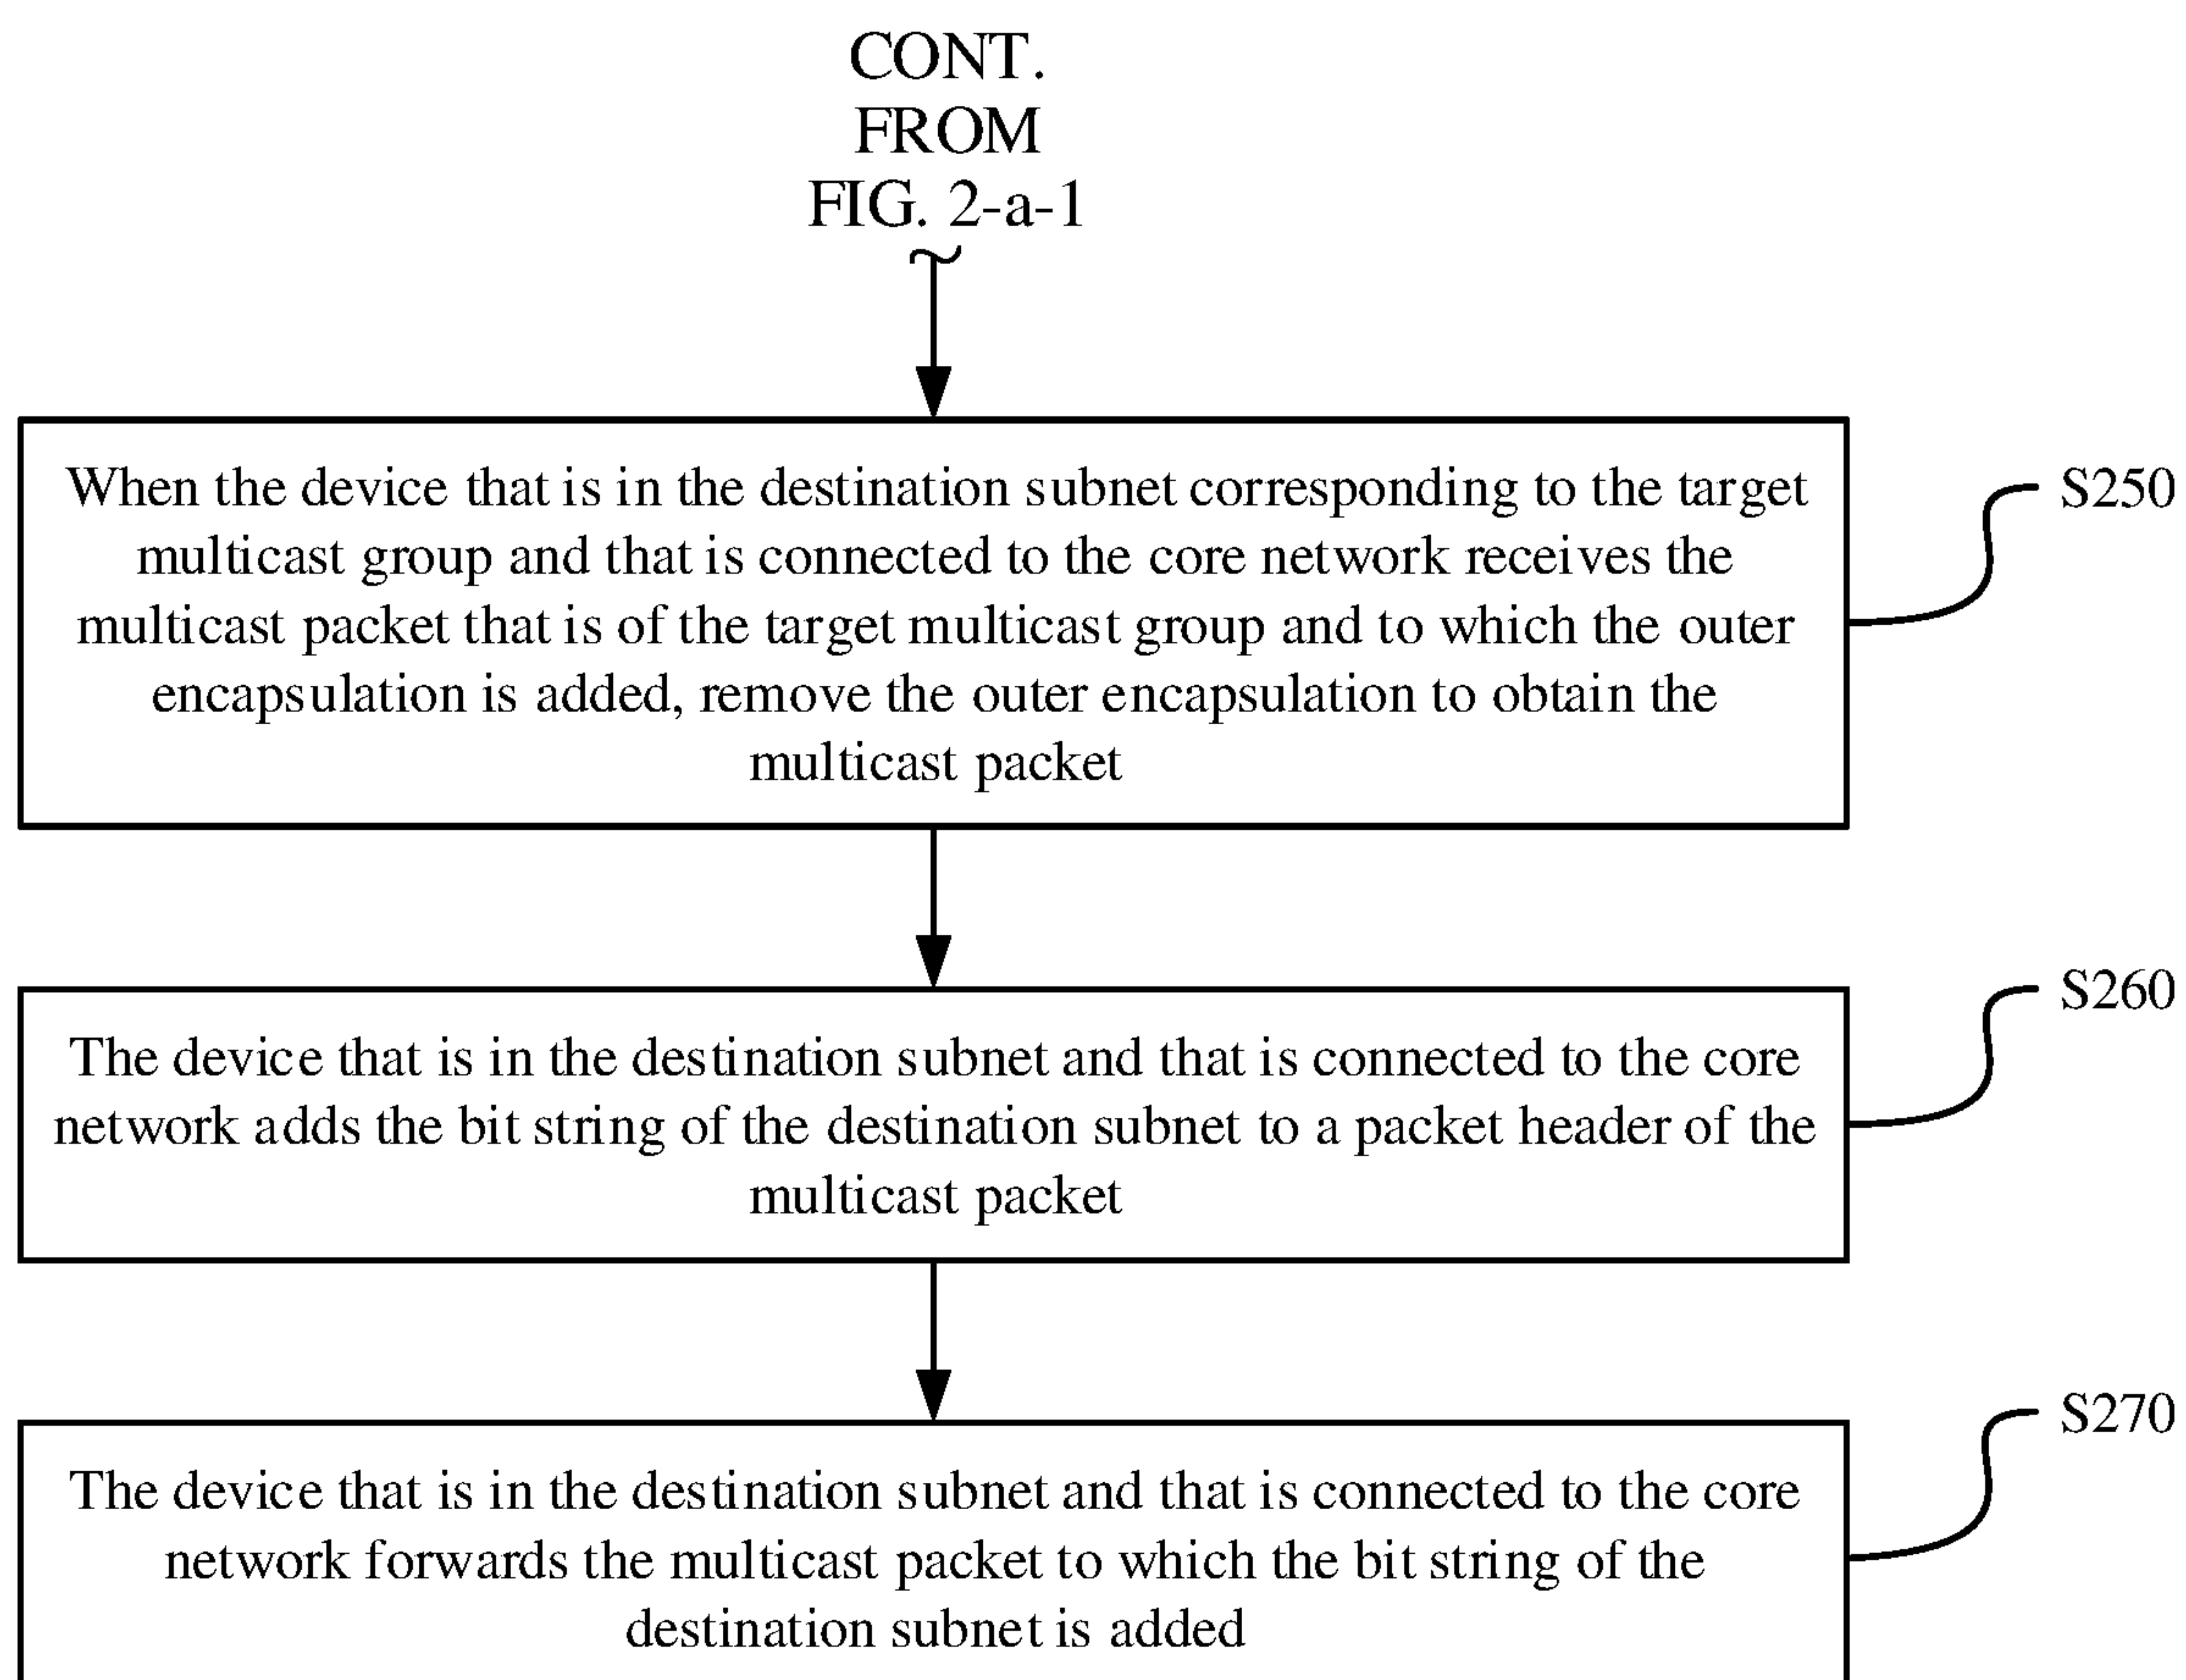 CONT.
FROM
FIG. 2-a-1
When the device that is in the destination subnet corresponding to the target
multicast group and that is connected to the core network receives the
multicast packet that is of the target multicast group and to which the outer
encapsulation is added, remove the outer encapsulation to obtain the
multicast packet
S250
The device that is in the destination subnet and that is connected to the core
network adds the bit string of the destination subnet to a packet header of the
multicast packet
S260
The device that is in the destination subnet and that is connected to the core
network forwards the multicast packet to which the bit string of the
destination subnet is added
S270